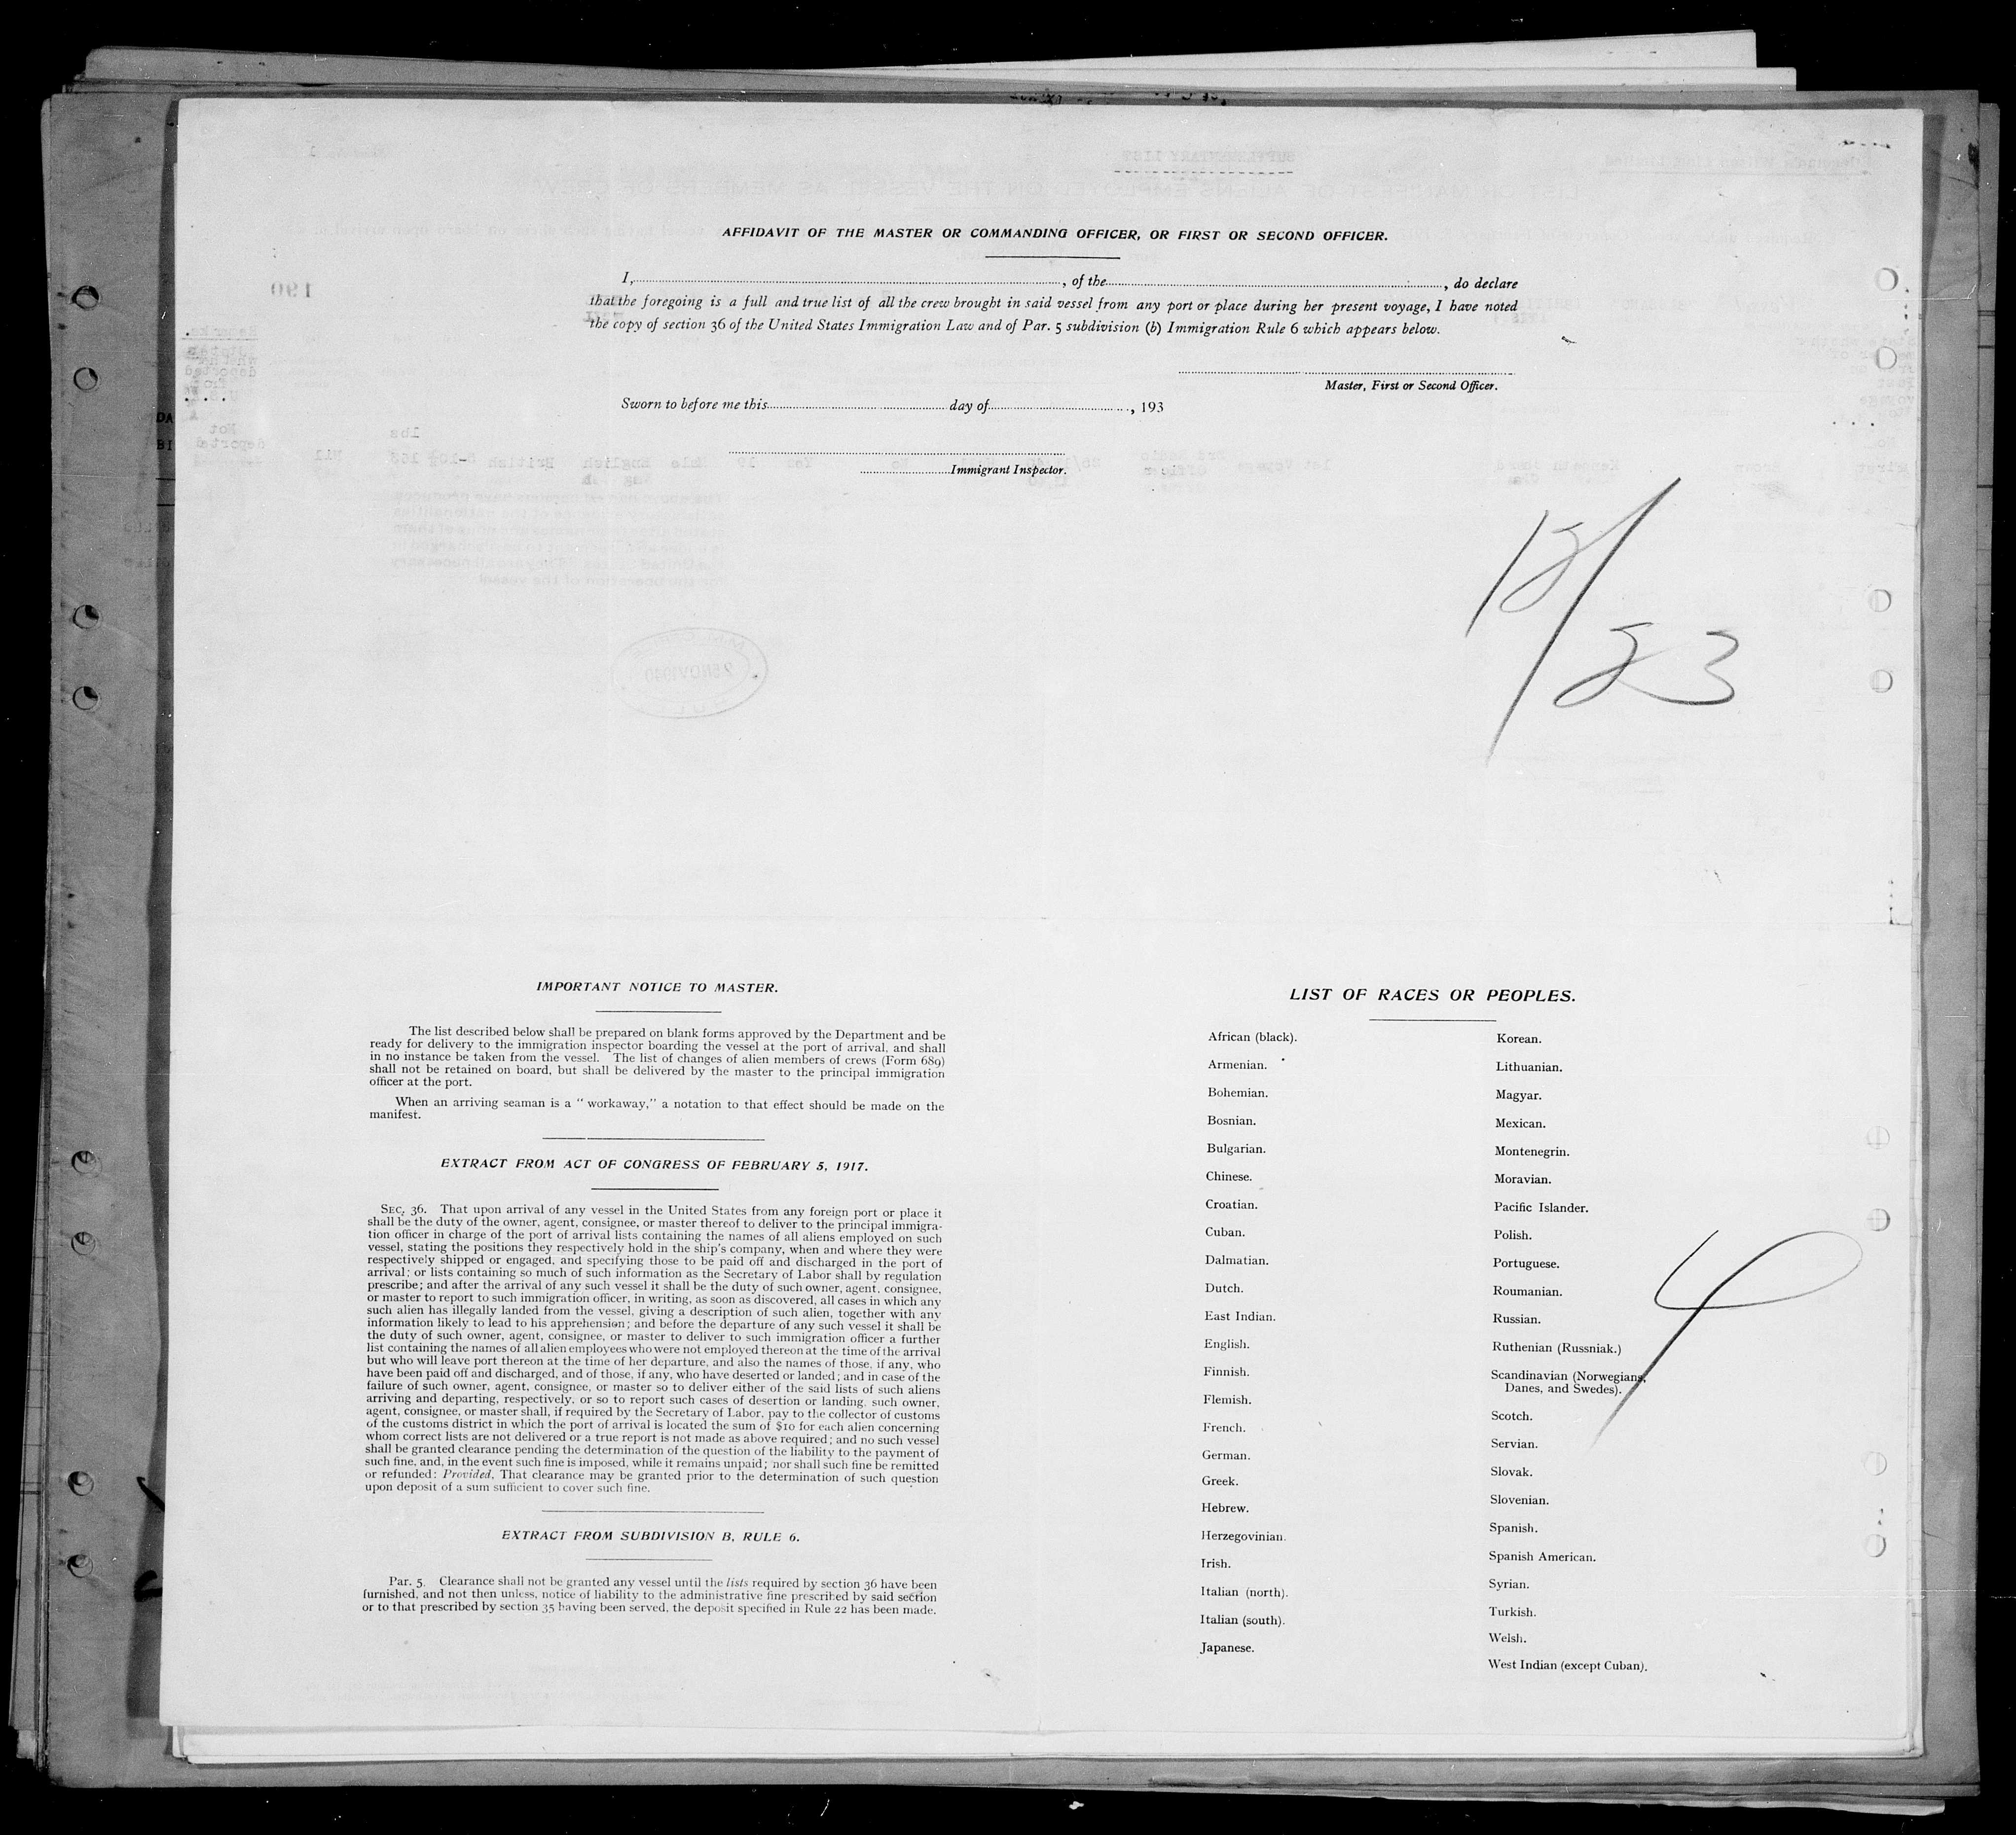 AFFIDAVIT OF THE MASTER OR COMMANDING OFFICER, OR FIRST OR SECOND OFFICER.
I, , of the , do declare
that the foregoing is a full and true list of all the crew brought in said vessel from any port or place during her present voyage, I have noted
the copy of section 36 of the United States Immigration Law and of Par. 5 subdivision (b) Immigration Rule 6 which appears below.
Master, First or Second Officer.
Sworn to before me this day of , 193
Immigrant Inspector.
12/23
IMPORTANT NOTICE TO MASTER.
The list described below shall be prepared on blank forms approved by the Department and be
ready for delivery to the immigration inspector boarding the vessel at the port of arrival, and shall
in no instance be taken from the vessel. The list of changes of alien members of crews (Form 689)
shall not be retained on board, but shall be delivered by the master to the principal immigration
officer at the port.
When an arriving seaman is a " workaway," a notation to that effect should be made on the
manifest.
EXTRACT FROM ACT OF CONGRESS OF FEBRUARY 5, 1917.
SEC. 36. That upon arrival of any vessel in the United States from any foreign port or place it
shall be the duty of the owner, agent, consignee, or master thereof to deliver to the principal immigra-
tion officer in charge of the port of arrival lists containing the names of all aliens employed on such
vessel, stating the positions they respectively hold in the ship's company, when and where they were
respectively shipped or engaged, and specifying those to be paid off and discharged in the port of
arrival; or lists containing so much of such information as the Secretary of Labor shall by regulation
prescribe; and after the arrival of any such vessel it shall be the duty of such owner, agent, consignee,
or master to report to such immigration officer, in writing, as soon as discovered, all cases in which any
such alien has illegally landed from the vessel, giving a description of such alien, together with any
information likely to lead to his apprehension; and before the departure of any such vessel it shall be
the duty of such owner, agent, consignee, or master to deliver to such immigration officer a further
list containing the names of all alien employees who were not employed thereon at the time of the arrival
but who will leave port thereon at the time of her departure, and also the names of those, if any, who
have been paid off and discharged, and of those, if any, who have deserted or landed; and in case of the
failure of such owner, agent, consignee, or master so to deliver either of the said lists of such aliens
arriving and departing, respectively, or so to report such cases of desertion or landing, such owner,
agent, consignee, or master shall, if required by the Secretary of Labor, pay to the collector of customs
of the customs district in which the port of arrival is located the sum of $10 for each alien concerning
whom correct lists are not delivered or a true report is not made as above required; and no such vessel
shall be granted clearance pending the determination of the question of the liability to the payment of
such fine, and, in the event such fine is imposed, while it remains unpaid; nor shall such fine be remitted
or refunded: Provided, That clearance may be granted prior to the determination of such question
upon deposit of a sum sufficient to cover such fine.
EXTRACT FROM SUBDIVISION B, RULE 6.
Par. 5. Clearance shall not be granted any vessel until the lists required by section 36 have been
furnished, and not then unless, notice of liability to the administrative fine prescribed by said section
or to that prescribed by section 35 having been served, the deposit specified in Rule 22 has been made.
LIST OF RACES OR PEOPLES.
African (black).
Armenian.
Bohemian.
Bosnian.
Bulgarian.
Chinese.
Croatian.
Cuban.
Dalmatian.
Dutch.
East Indian.
English.
Finnish.
Flemish.
French.
German.
Greek.
Hebrew.
Herzegovinian.
Irish.
Italian (north).
Italian (south).
Japanese.
Korean.
Lithuanian.
Magyar.
Mexican.
Montenegrin.
Moravian.
Pacific Islander.
Polish.
Portuguese.
Roumanian.
Russian.
Ruthenian (Russniak.)
Scandinavian (Norwegians,
Danes, and Swedes).
Scotch.
Servian.
Slovak.
Slovenian.
Spanish.
Spanish American.
Syrian.
Turkish.
Welsh.
West Indian (except Cuban).